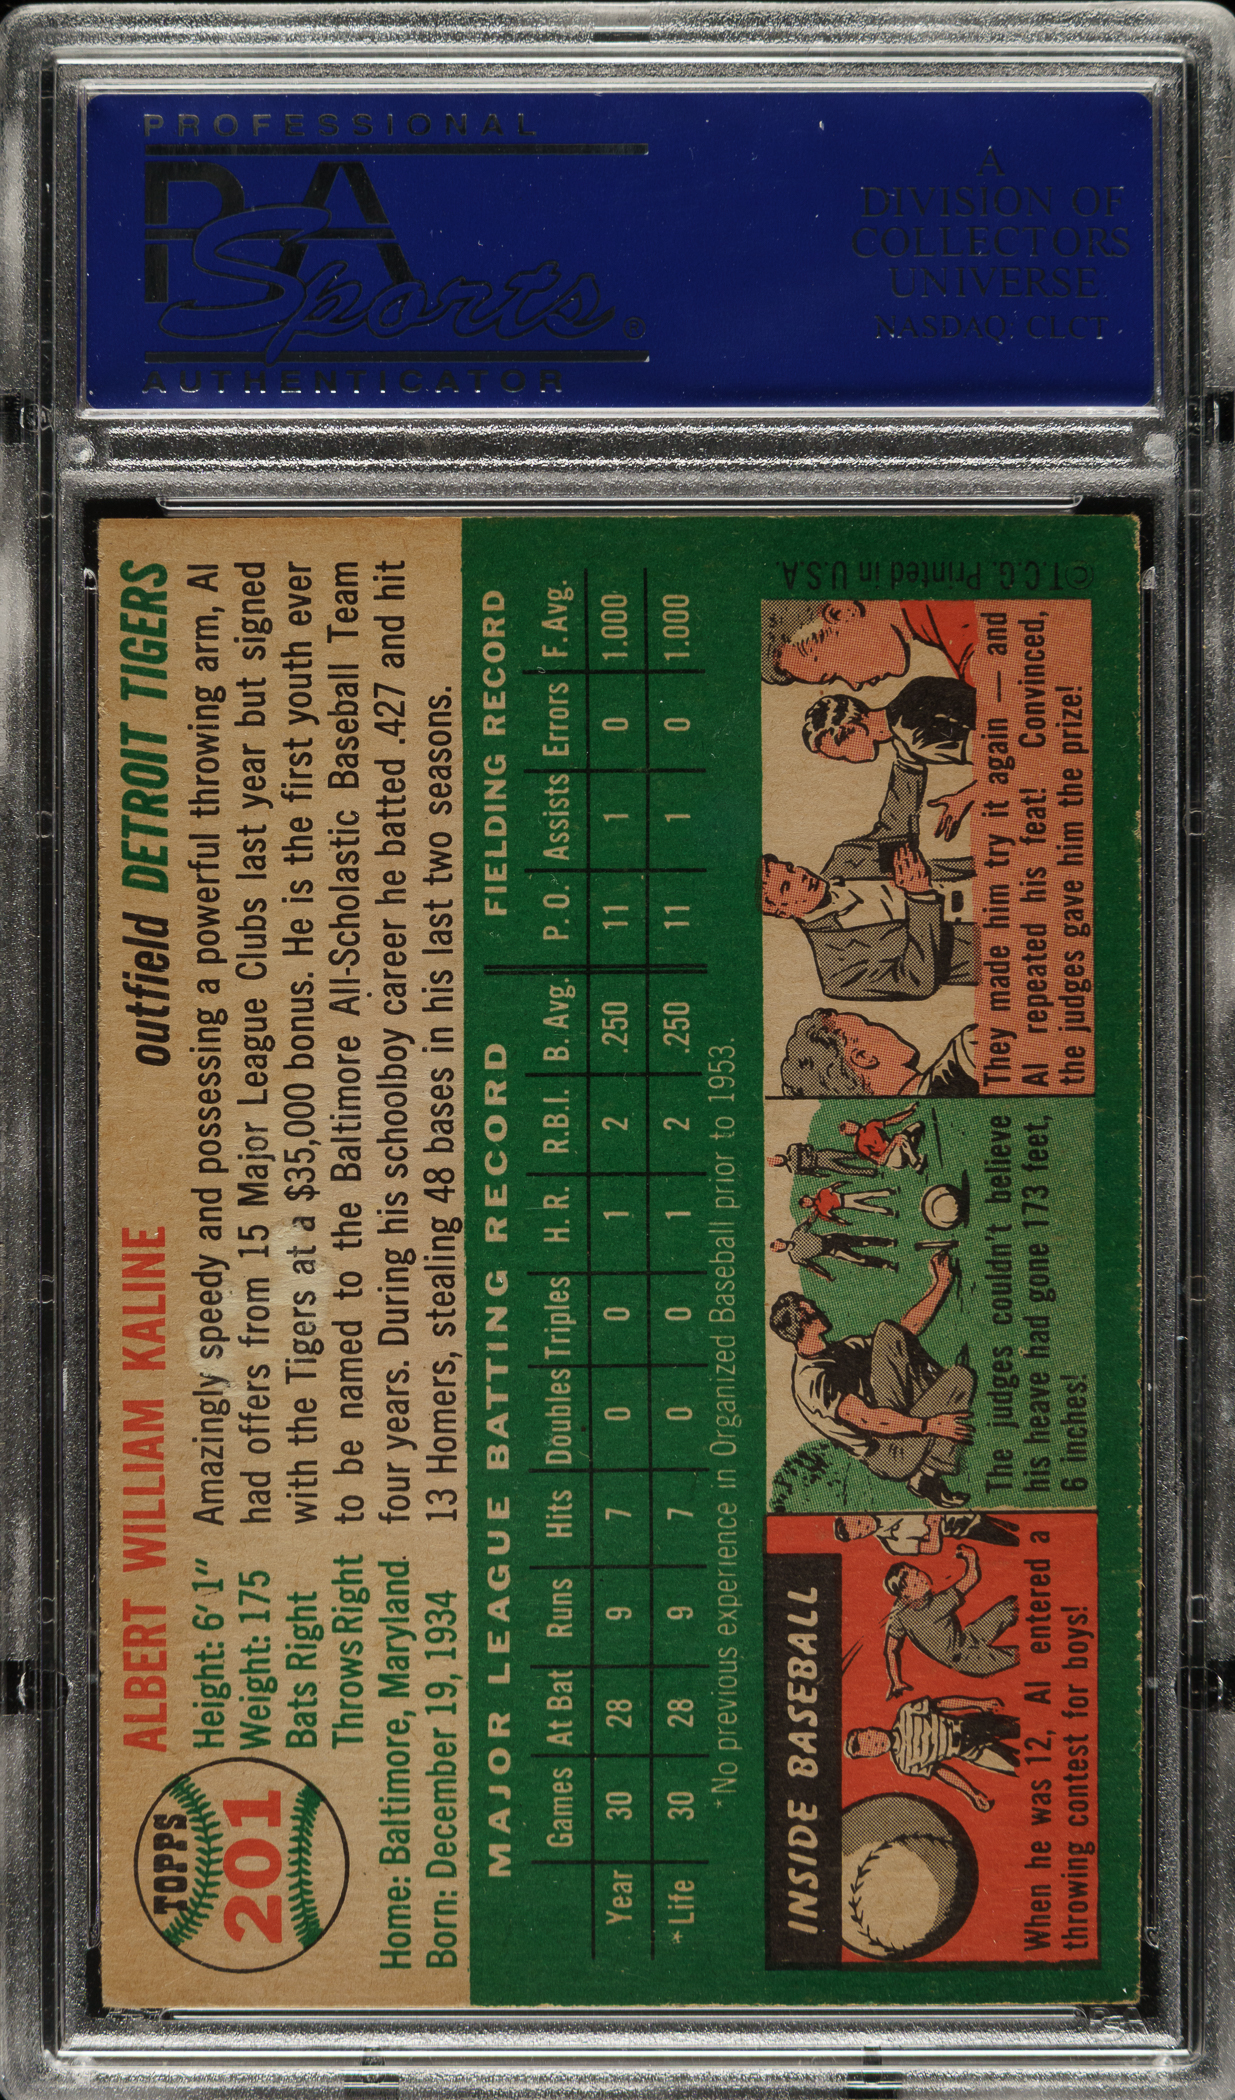 PROFESSIONAL
PSA
Sports®
AUTHENTICATOR
A
DIVISION OF
COLLECTORS
UNIVERSE
NASDAQ: CLCT
TOPPS
201
ALBERT WILLIAM KALINE
outfield DETROIT TIGERS
Height: 6' 1"
Weight: 175
Bats Right
Throws Right
Home: Baltimore, Maryland
Born: December 19, 1934
Amazingly speedy and possessing a powerful throwing arm, Al
had offers from 15 Major League Clubs last year but signed
with the Tigers at a $35,000 bonus. He is the first youth ever
to be named to the Baltimore All-Scholastic Baseball Team
four years. During his schoolboy career he batted .427 and hit
13 Homers, stealing 48 bases in his last two seasons.
MAJOR LEAGUE BATTING RECORD FIELDING RECORD
Games At Bat Runs Hits Doubles Triples H. R. R.B.I. B. Avg. P. O. Assists Errors F. Avg.
Year 30 28 9 7 0 0 1 2 .250 11 1 0 1.000
* Life 30 28 9 7 0 0 1 2 .250 11 1 0 1.000
*No previous experience in Organized Baseball prior to 1953.
INSIDE BASEBALL
When he was 12, Al entered a
throwing contest for boys!
The judges couldn't believe
his heave had gone 173 feet,
6 inches!
They made him try it again — and
Al repeated his feat! Convinced,
the judges gave him the prize!
©T.C.G. Printed in U.S.A.